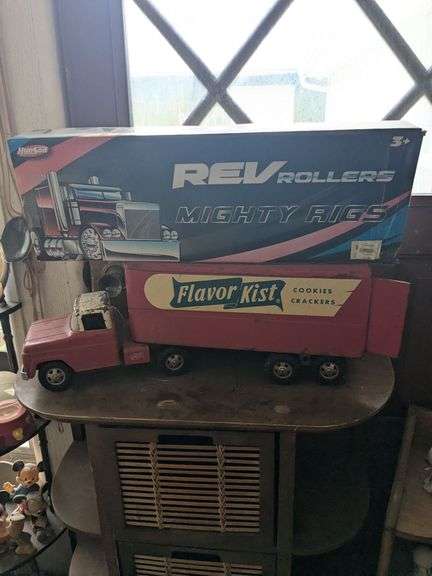 3+
REV ROLLERS
MIGHTY RIGS
Flavor Kist
COOKIES
CRACKERS